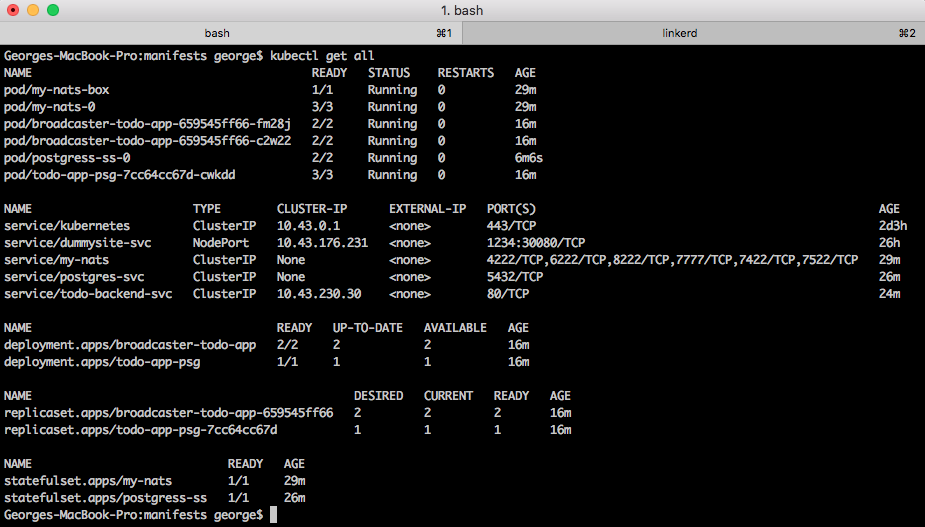 1. bash
bash ⌘1 linkerd ⌘2
Georges-MacBook-Pro:manifests george$ kubectl get all
NAME READY STATUS RESTARTS AGE
pod/my-nats-box 1/1 Running 0 29m
pod/my-nats-0 3/3 Running 0 29m
pod/broadcaster-todo-app-659545ff66-fm28j 2/2 Running 0 16m
pod/broadcaster-todo-app-659545ff66-c2w22 2/2 Running 0 16m
pod/postgress-ss-0 2/2 Running 0 6m6s
pod/todo-app-psg-7cc64cc67d-cwkdd 3/3 Running 0 16m
NAME TYPE CLUSTER-IP EXTERNAL-IP PORT(S) AGE
service/kubernetes ClusterIP 10.43.0.1 <none> 443/TCP 2d3h
service/dummysite-svc NodePort 10.43.176.231 <none> 1234:30080/TCP 26h
service/my-nats ClusterIP None <none> 4222/TCP,6222/TCP,8222/TCP,7777/TCP,7422/TCP,7522/TCP 29m
service/postgres-svc ClusterIP None <none> 5432/TCP 26m
service/todo-backend-svc ClusterIP 10.43.230.30 <none> 80/TCP 24m
NAME READY UP-TO-DATE AVAILABLE AGE
deployment.apps/broadcaster-todo-app 2/2 2 2 16m
deployment.apps/todo-app-psg 1/1 1 1 16m
NAME DESIRED CURRENT READY AGE
replicaset.apps/broadcaster-todo-app-659545ff66 2 2 2 16m
replicaset.apps/todo-app-psg-7cc64cc67d 1 1 1 16m
NAME READY AGE
statefulset.apps/my-nats 1/1 29m
statefulset.apps/postgress-ss 1/1 26m
Georges-MacBook-Pro:manifests george$